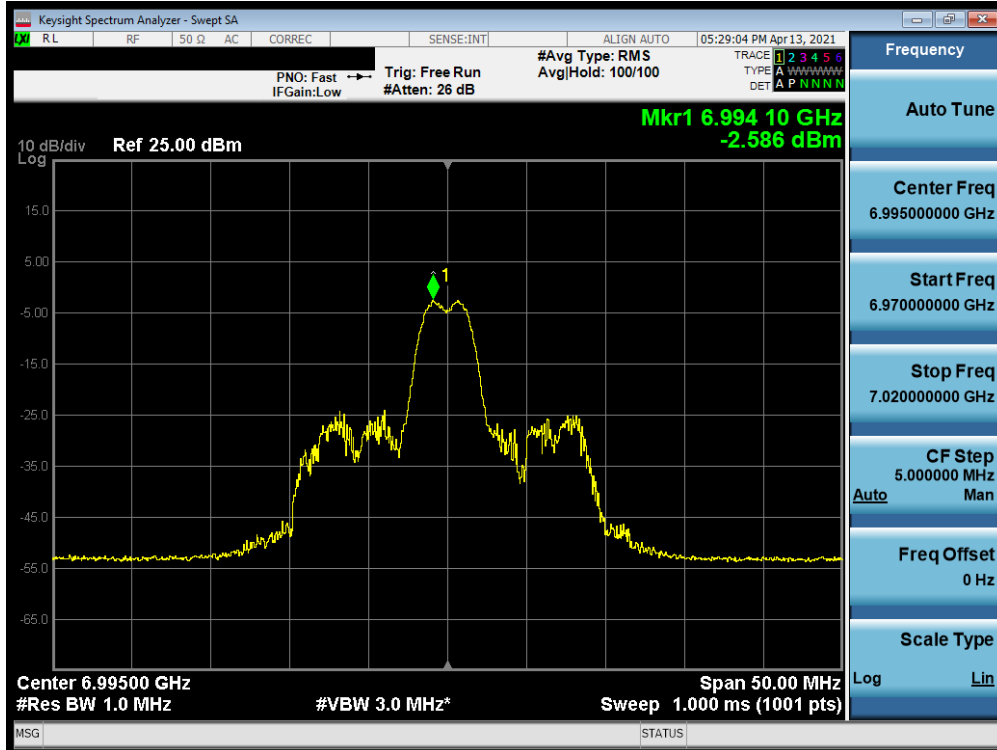 Keysight Spectrum Analyzer - Swept SA
LXI RL RF 50 Ω AC CORREC SENSE:INT ALIGN AUTO 05:29:04 PM Apr 13, 2021
PNO: Fast Trig: Free Run #Avg Type: RMS TRACE 1 2 3 4 5 6
IFGain:Low #Atten: 26 dB Avg|Hold: 100/100 TYPE A WWWWW
DET A P N N N N
Mkr1 6.994 10 GHz
-2.586 dBm
10 dB/div Ref 25.00 dBm
Log
15.0
5.00
-5.00
-15.0
-25.0
-35.0
-45.0
-55.0
-65.0
1
Center 6.99500 GHz Span 50.00 MHz
#Res BW 1.0 MHz #VBW 3.0 MHz* Sweep 1.000 ms (1001 pts)
MSG STATUS
Frequency
Auto Tune
Center Freq
6.995000000 GHz
Start Freq
6.970000000 GHz
Stop Freq
7.020000000 GHz
CF Step
5.000000 MHz
Auto Man
Freq Offset
0 Hz
Scale Type
Log Lin